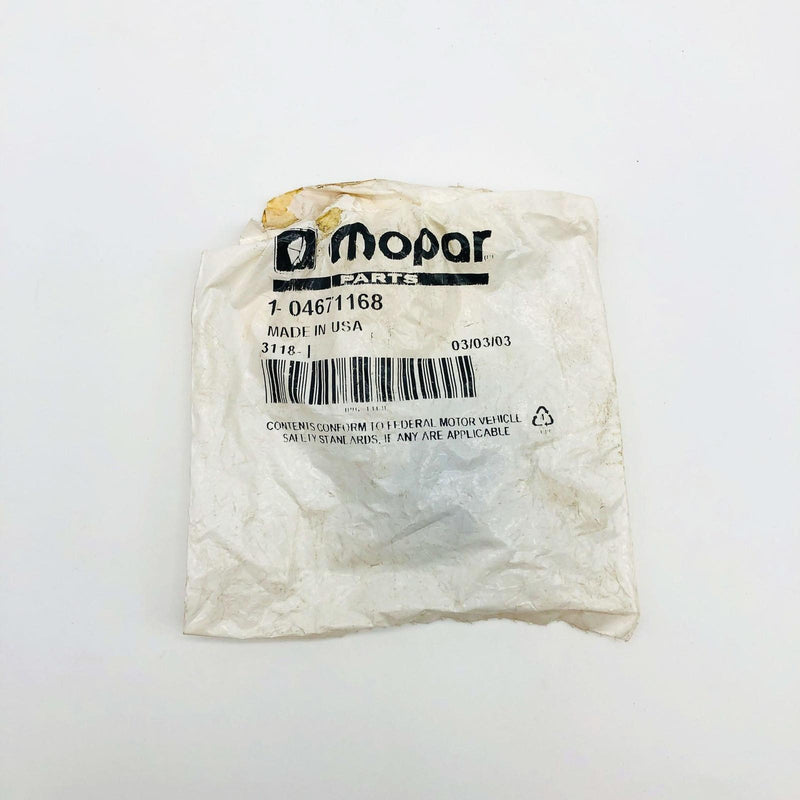 Mopar
PARTS
1- 04671168
MADE IN USA
3118-
03/03/03
CONTENTS CONFORM TO FEDERAL MOTOR VEHICLE
SAFETY STANDARDS, IF ANY ARE APPLICABLE